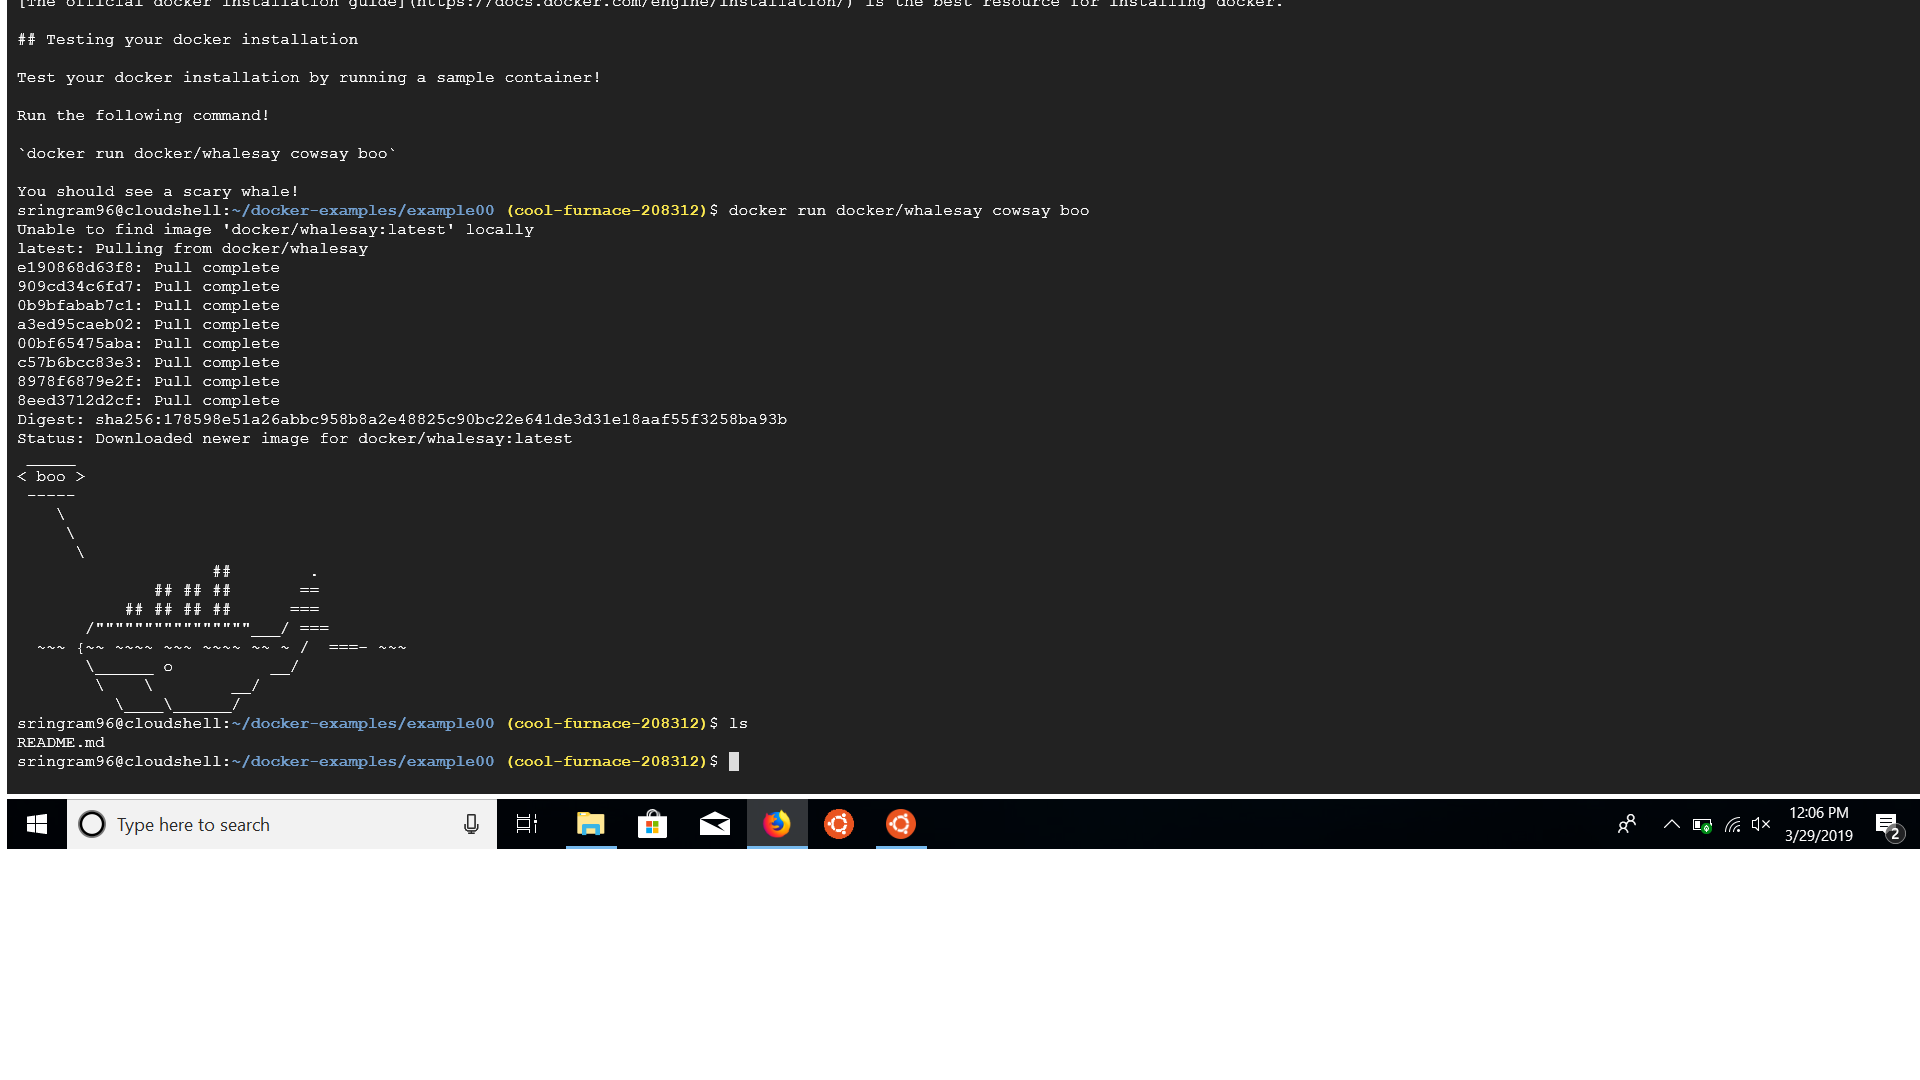 [The official docker installation guide](https://docs.docker.com/engine/installation/) is the best resource for installing docker.
## Testing your docker installation
Test your docker installation by running a sample container!
Run the following command!
`docker run docker/whalesay cowsay boo`
You should see a scary whale!
sringram96@cloudshell:~/docker-examples/example00 (cool-furnace-208312)$ docker run docker/whalesay cowsay boo
Unable to find image 'docker/whalesay:latest' locally
latest: Pulling from docker/whalesay
e190868d63f8: Pull complete
909cd34c6fd7: Pull complete
0b9bfabab7c1: Pull complete
a3ed95caeb02: Pull complete
00bf65475aba: Pull complete
c57b6bcc83e3: Pull complete
8978f6879e2f: Pull complete
8eed3712d2cf: Pull complete
Digest: sha256:178598e51a26abbc958b8a2e48825c90bc22e641de3d31e18aaf55f3258ba93b
Status: Downloaded newer image for docker/whalesay:latest
 _____
< boo >
 -----
    \
     \
      \
                    ##        .
              ## ## ##       ==
           ## ## ## ##      ===
       /""""""""""""""""___/ ===
  ~~~ {~~ ~~~~ ~~~ ~~~~ ~~ ~ /  ===- ~~~
       \______ o          __/
        \    \        __/
          \____\______/
sringram96@cloudshell:~/docker-examples/example00 (cool-furnace-208312)$ ls
README.md
sringram96@cloudshell:~/docker-examples/example00 (cool-furnace-208312)$
Type here to search
12:06 PM
3/29/2019
2